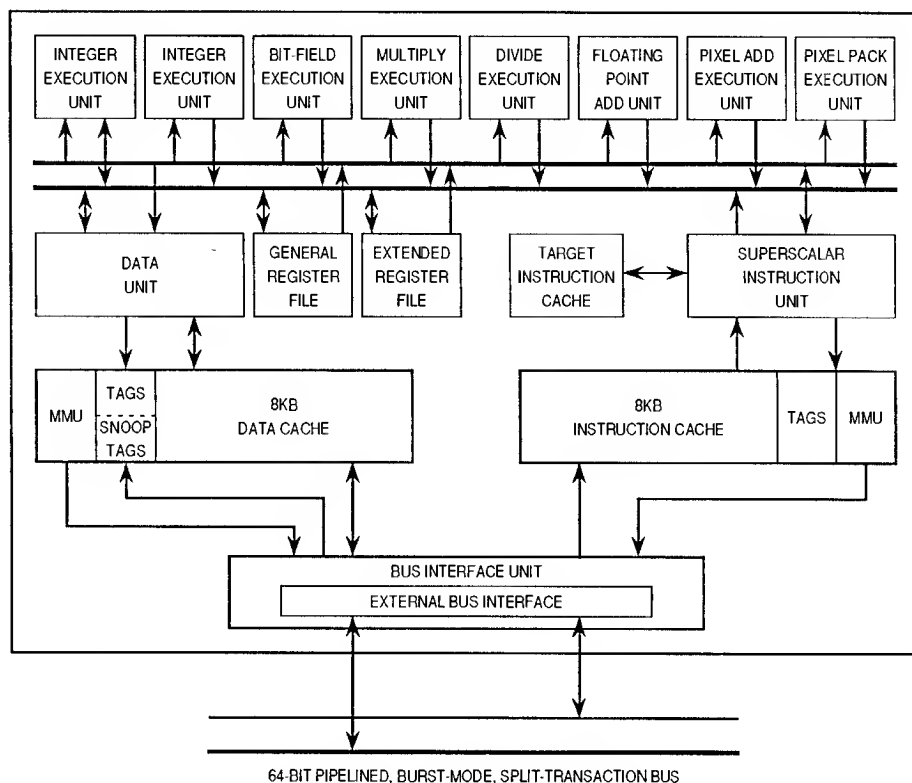 INTEGER
EXECUTION
UNIT
INTEGER
EXECUTION
UNIT
BIT-FIELD
EXECUTION
UNIT
MULTIPLY
EXECUTION
UNIT
DIVIDE
EXECUTION
UNIT
FLOATING
POINT
ADD UNIT
PIXEL ADD
EXECUTION
UNIT
PIXEL PACK
EXECUTION
UNIT
DATA
UNIT
GENERAL
REGISTER
FILE
EXTENDED
REGISTER
FILE
TARGET
INSTRUCTION
CACHE
SUPERSCALAR
INSTRUCTION
UNIT
MMU
TAGS
SNOOP
TAGS
8KB
DATA CACHE
8KB
INSTRUCTION CACHE
TAGS
MMU
BUS INTERFACE UNIT
EXTERNAL BUS INTERFACE
64-BIT PIPELINED, BURST-MODE, SPLIT-TRANSACTION BUS